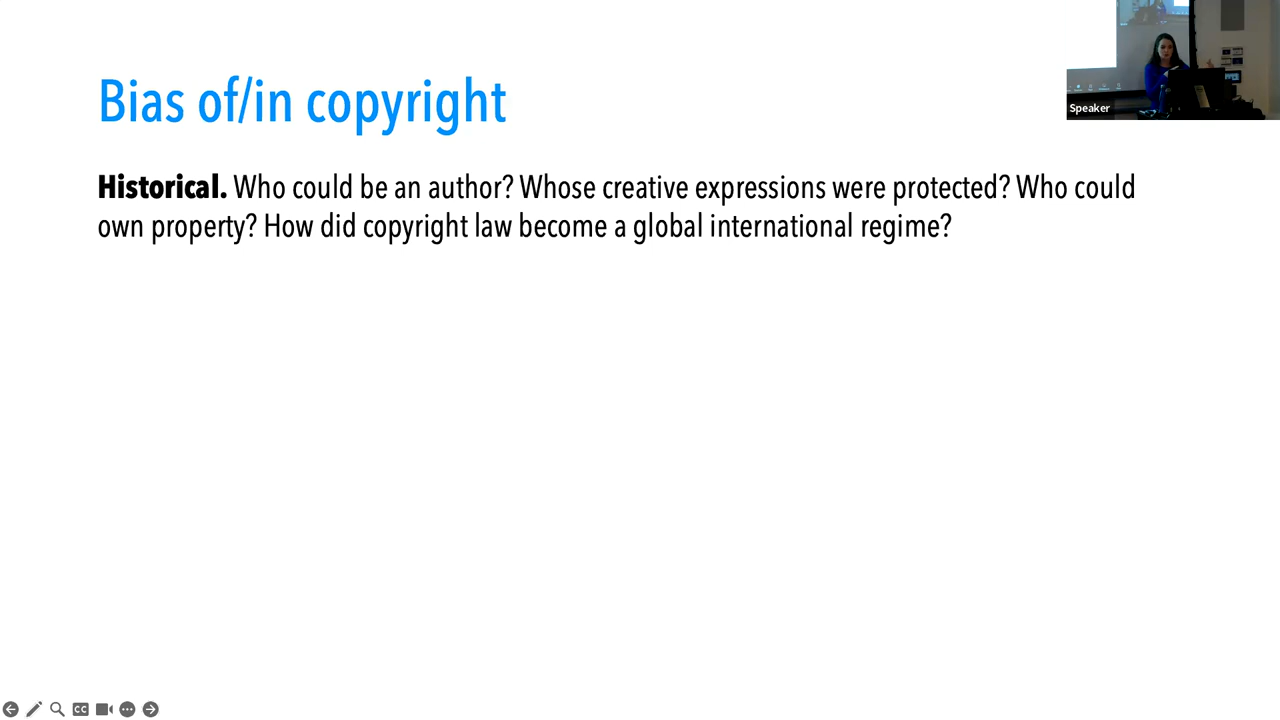 Bias of/in copyright
Speaker
Historical. Who could be an author? Whose creative expressions were protected? Who could
own property? How did copyright law become a global international regime?
CC